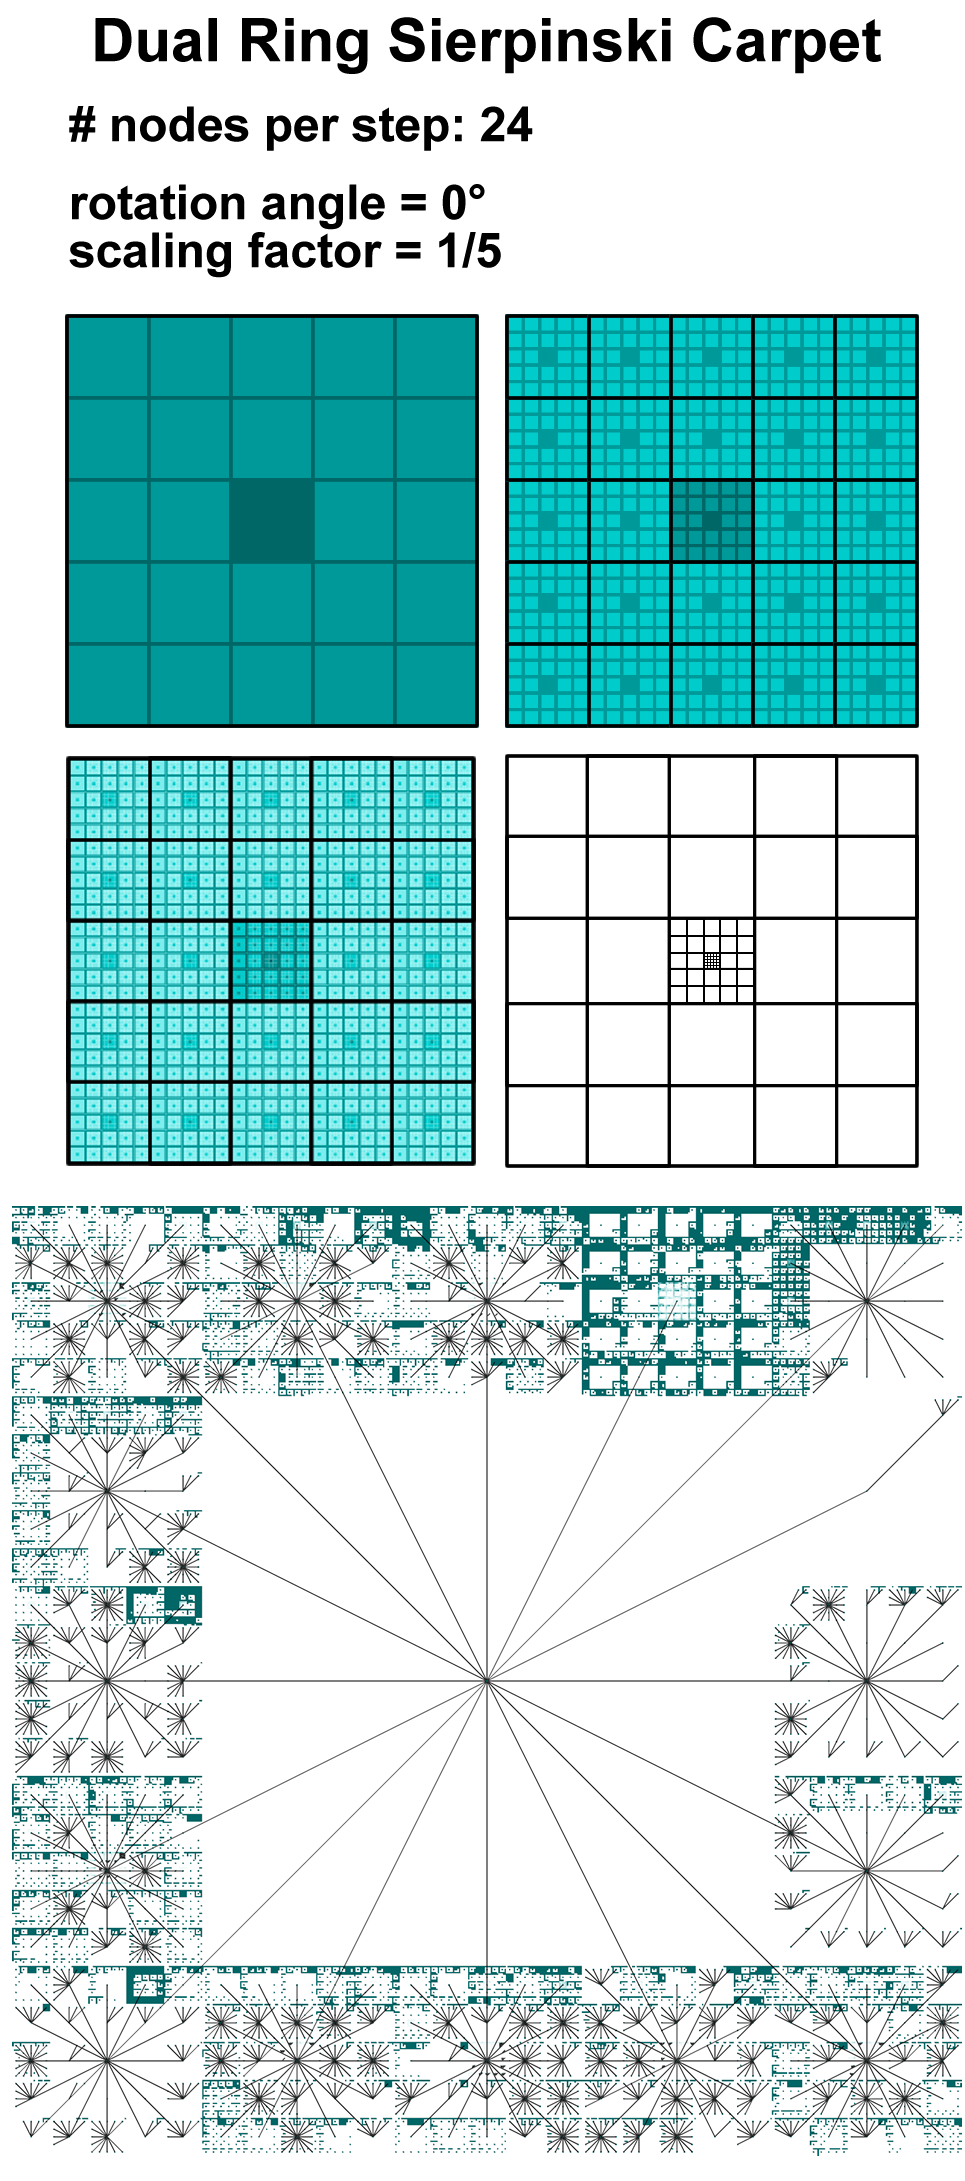 Dual Ring Sierpinski Carpet
# nodes per step: 24
rotation angle = 0°
scaling factor = 1/5